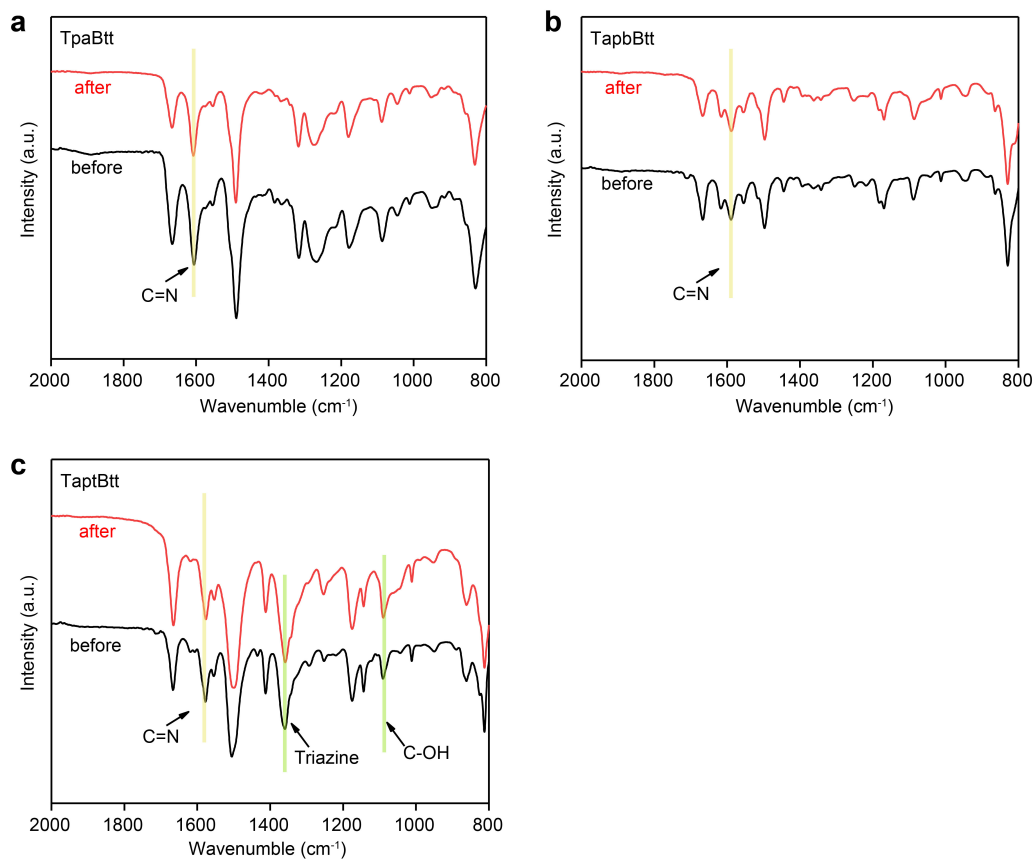 a
TpaBtt
after
before
C=N
Intensity (a.u.)
2000 1800 1600 1400 1200 1000 800
Wavenumble (cm⁻¹)
b
TapbBtt
after
before
C=N
Intensity (a.u.)
2000 1800 1600 1400 1200 1000 800
Wavenumble (cm⁻¹)
c
TaptBtt
after
before
C=N
Triazine
C-OH
Intensity (a.u.)
2000 1800 1600 1400 1200 1000 800
Wavenumble (cm⁻¹)